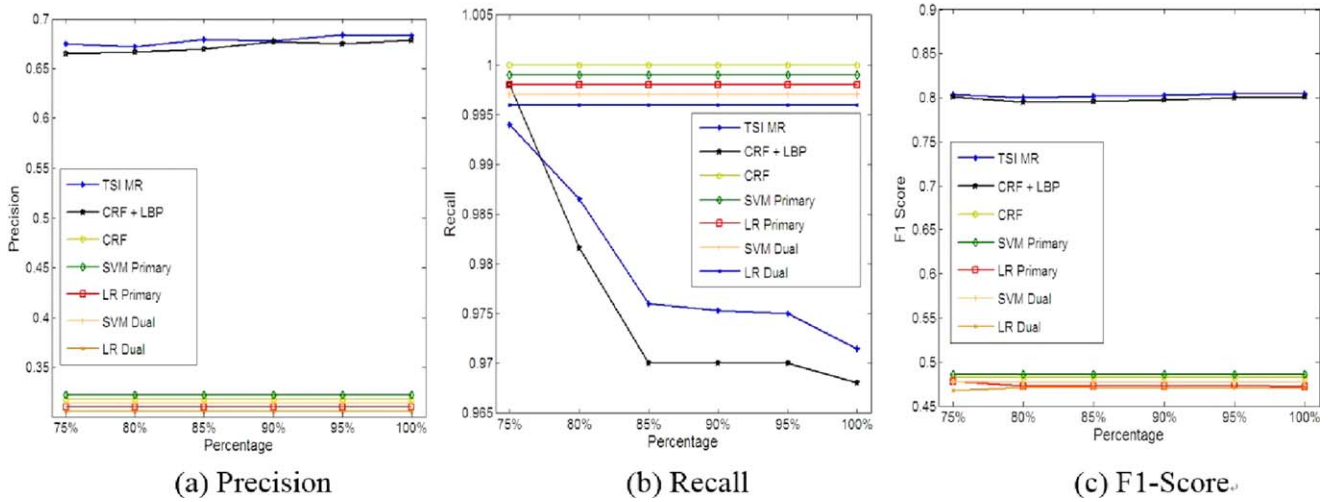 0.7
0.65
0.6
0.55
0.5
0.45
0.4
0.35
Precision
TSI MR
CRF + LBP
CRF
SVM Primary
LR Primary
SVM Dual
LR Dual
75% 80% 85% 90% 95% 100%
Percentage
(a) Precision
1.005
1
0.995
0.99
0.985
0.98
0.975
0.97
0.965
Recall
TSI MR
CRF + LBP
CRF
SVM Primary
LR Primary
SVM Dual
LR Dual
75% 80% 85% 90% 95% 100%
Percentage
(b) Recall
0.9
0.85
0.8
0.75
0.7
0.65
0.6
0.55
0.5
0.45
F1 Score
TSI MR
CRF + LBP
CRF
SVM Primary
LR Primary
SVM Dual
LR Dual
75% 80% 85% 90% 95% 100%
Percentage
(c) F1-Score